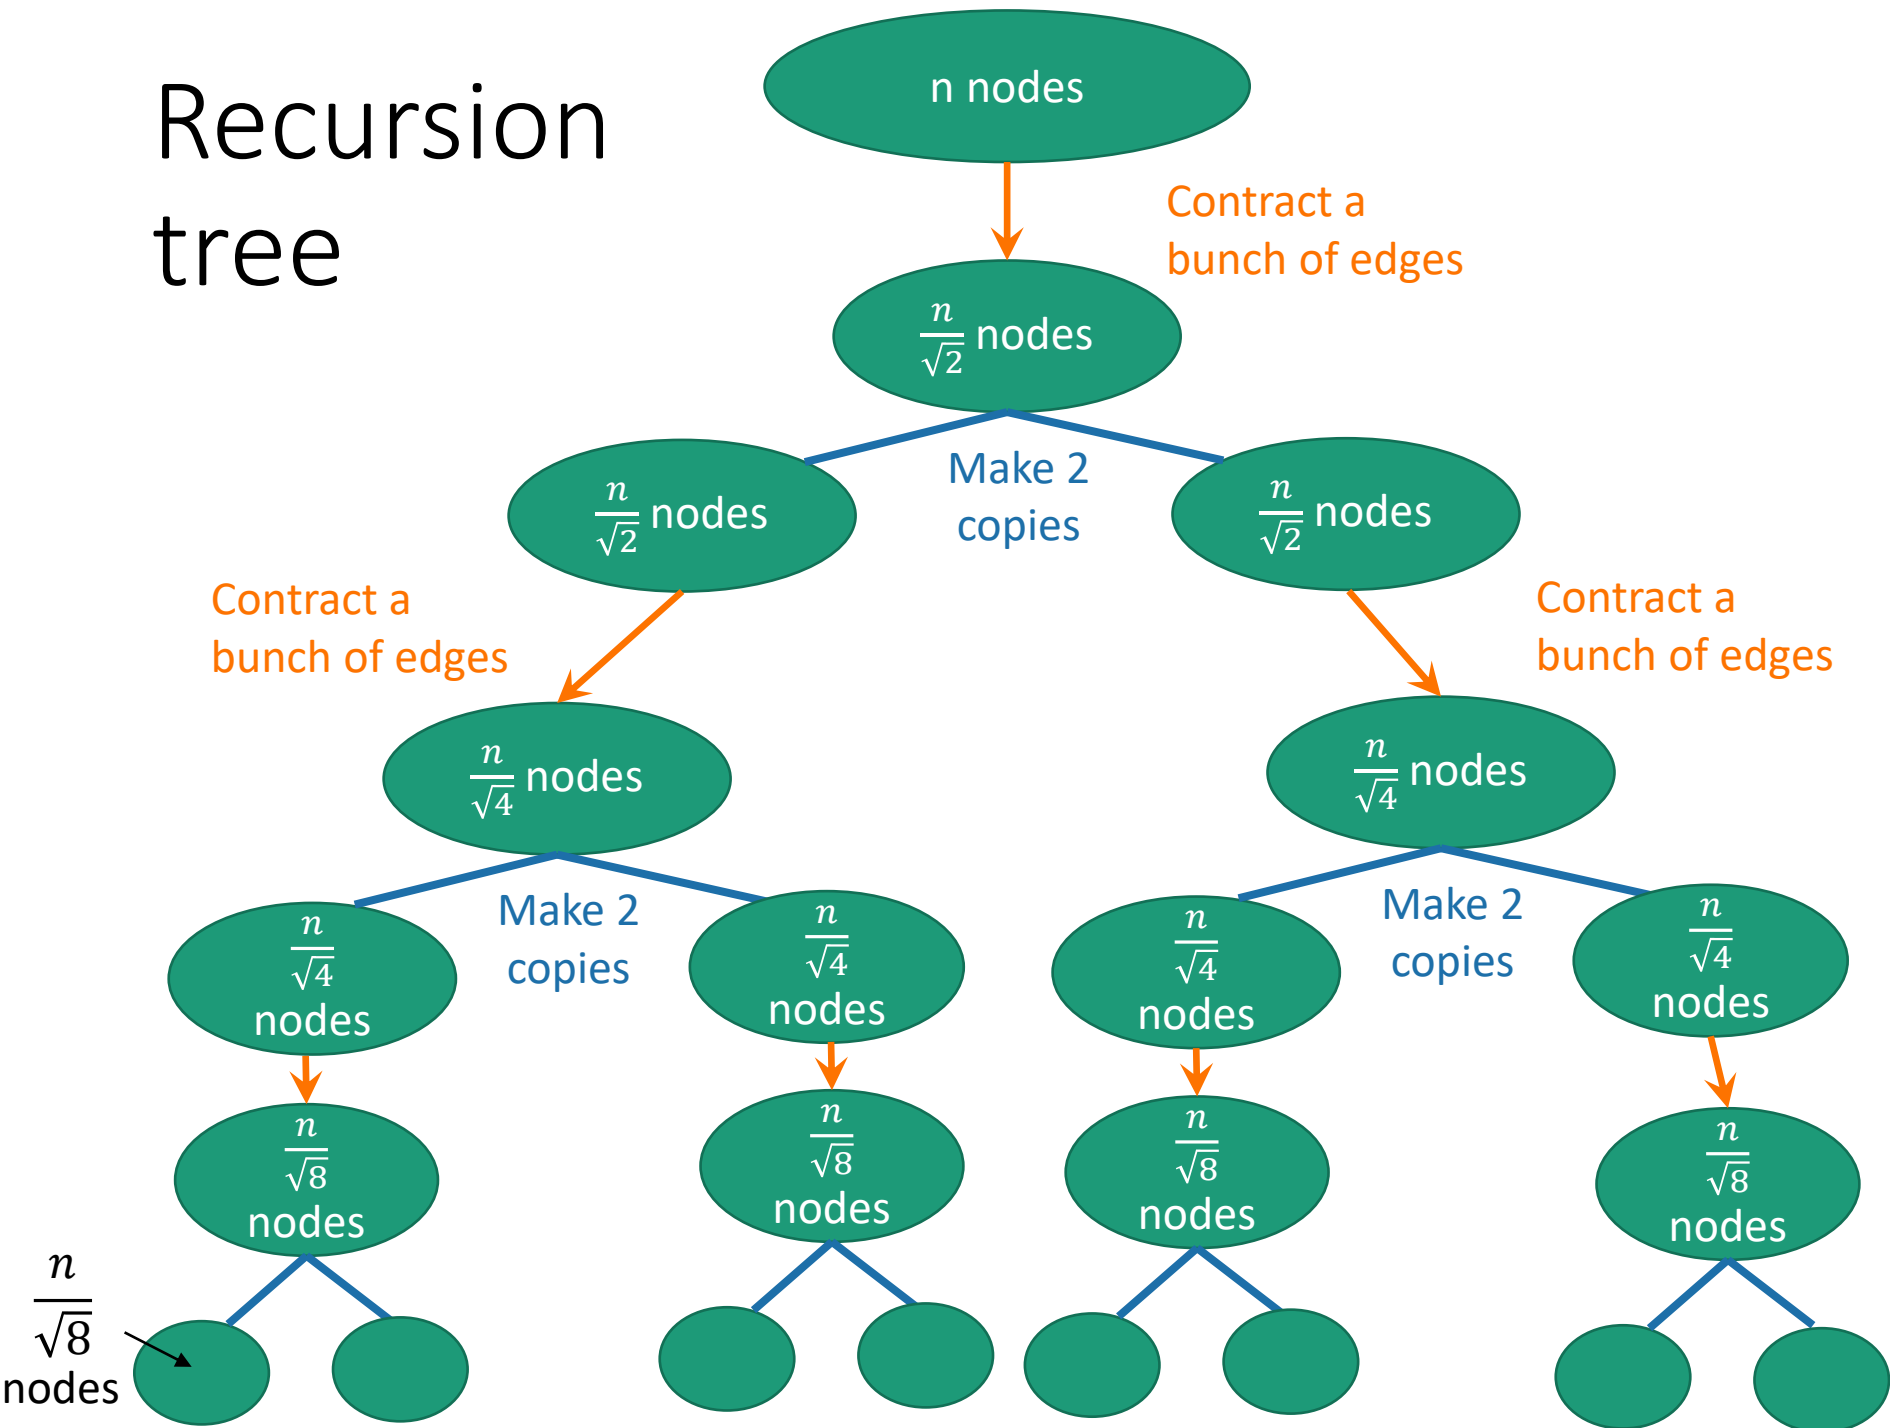 Recursion
tree
n nodes
Contract a
bunch of edges
n/√2 nodes
Make 2
copies
n/√2 nodes
n/√2 nodes
Contract a
bunch of edges
Contract a
bunch of edges
n/√4 nodes
n/√4 nodes
Make 2
copies
Make 2
copies
n/√4
nodes
n/√4
nodes
n/√4
nodes
n/√4
nodes
n/√8
nodes
n/√8
nodes
n/√8
nodes
n/√8
nodes
n/√8
nodes